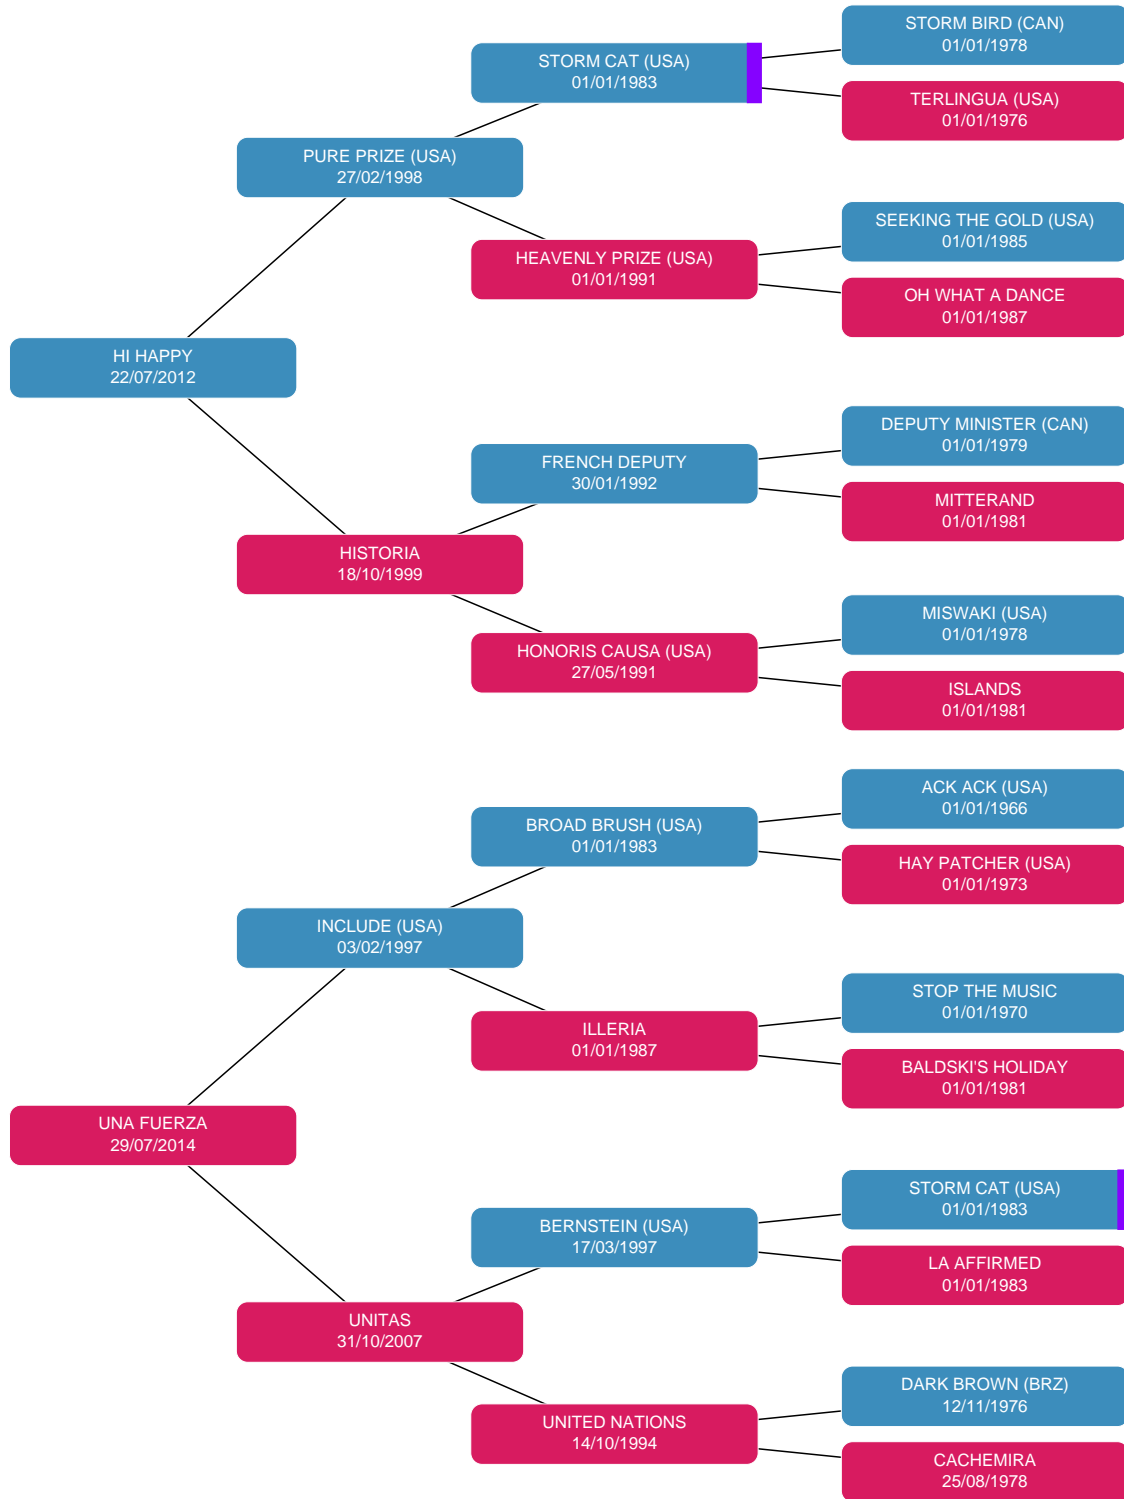 STORM BIRD (CAN)
01/01/1978
STORM CAT (USA)
01/01/1983
TERLINGUA (USA)
01/01/1976
PURE PRIZE (USA)
27/02/1998
SEEKING THE GOLD (USA)
01/01/1985
HEAVENLY PRIZE (USA)
01/01/1991
OH WHAT A DANCE
01/01/1987
HI HAPPY
22/07/2012
DEPUTY MINISTER (CAN)
01/01/1979
FRENCH DEPUTY
30/01/1992
MITTERAND
01/01/1981
HISTORIA
18/10/1999
MISWAKI (USA)
01/01/1978
HONORIS CAUSA (USA)
27/05/1991
ISLANDS
01/01/1981
ACK ACK (USA)
01/01/1966
BROAD BRUSH (USA)
01/01/1983
HAY PATCHER (USA)
01/01/1973
INCLUDE (USA)
03/02/1997
STOP THE MUSIC
01/01/1970
ILLERIA
01/01/1987
BALDSKI'S HOLIDAY
01/01/1981
UNA FUERZA
29/07/2014
STORM CAT (USA)
01/01/1983
BERNSTEIN (USA)
17/03/1997
LA AFFIRMED
01/01/1983
UNITAS
31/10/2007
DARK BROWN (BRZ)
12/11/1976
UNITED NATIONS
14/10/1994
CACHEMIRA
25/08/1978